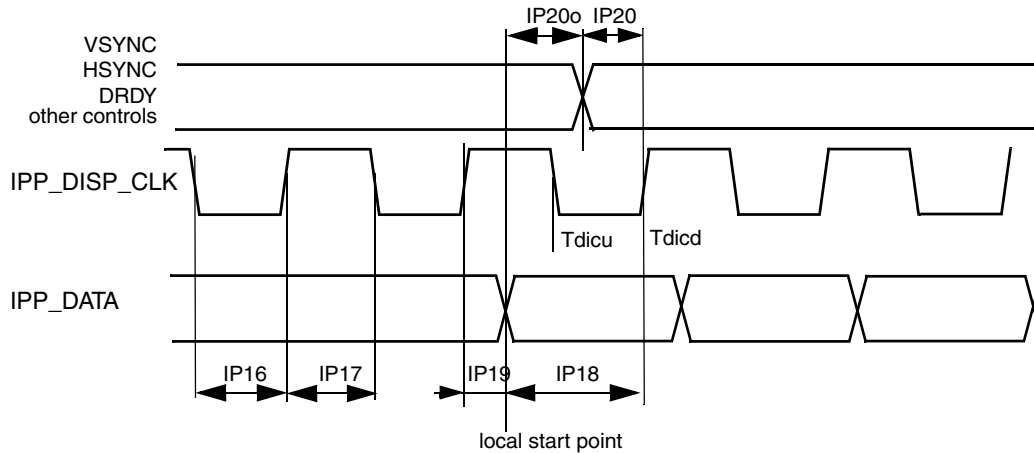 IP20o IP20
VSYNC
HSYNC
DRDY
other controls
IPP_DISP_CLK
Tdicu Tdicd
IPP_DATA
IP16 IP17 IP19 IP18
local start point